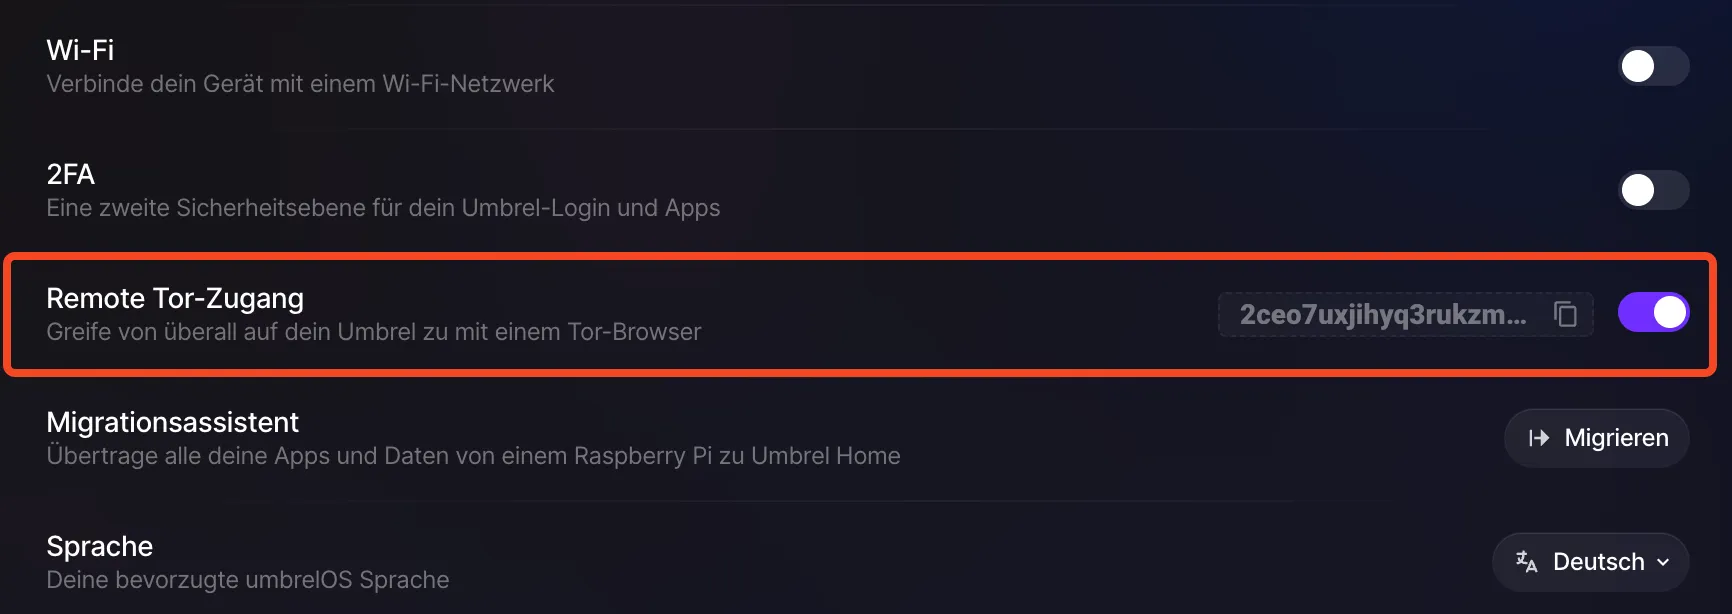 Wi-Fi
Verbinde dein Gerät mit einem Wi-Fi-Netzwerk
2FA
Eine zweite Sicherheitsebene für dein Umbrel-Login und Apps
Remote Tor-Zugang
Greife von überall auf dein Umbrel zu mit einem Tor-Browser
2ceo7uxjihyq3rukzm...
Migrationsassistent
Übertrage alle deine Apps und Daten von einem Raspberry Pi zu Umbrel Home
Migrieren
Sprache
Deine bevorzugte umbrelOS Sprache
Deutsch